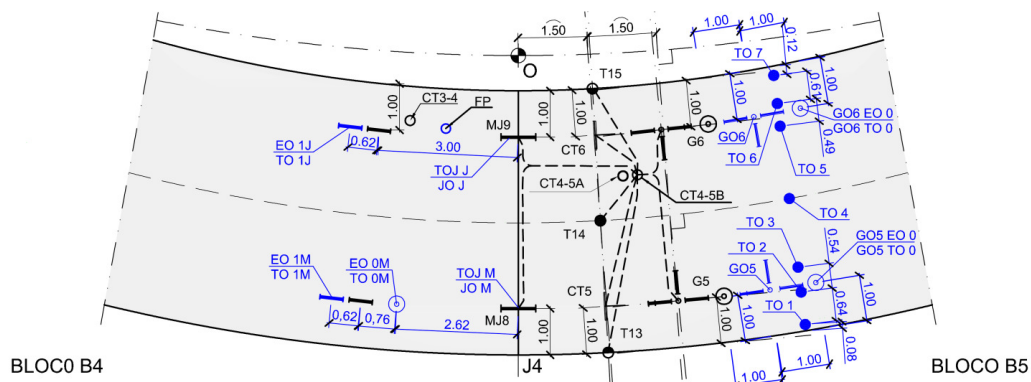 1.50
1.50
1.00
1.00
0.12
TO 7
O
T15
1.00
CT3-4
FP
MJ9
1.00
1.00
1.00
1.00
0.61
1.00
GO6 EO 0
GO6 TO 0
EO 1J
TO 1J
0.62
3.00
TOJ J
JO J
CT6
G6
GO6
TO 6
TO 5
0.49
CT4-5A
CT4-5B
TO 4
T14
TO 3
0.54
TO 2
GO5 EO 0
GO5 TO 0
EO 1M
TO 1M
EO 0M
TO 0M
TOJ M
JO M
CT5
G5
GO5
TO 1
0,62
0,76
2.62
MJ8
1.00
1.00
T13
1.00
1.00
0.64
1.00
0.08
1.00
1.00
BLOC0 B4
J4
BLOCO B5